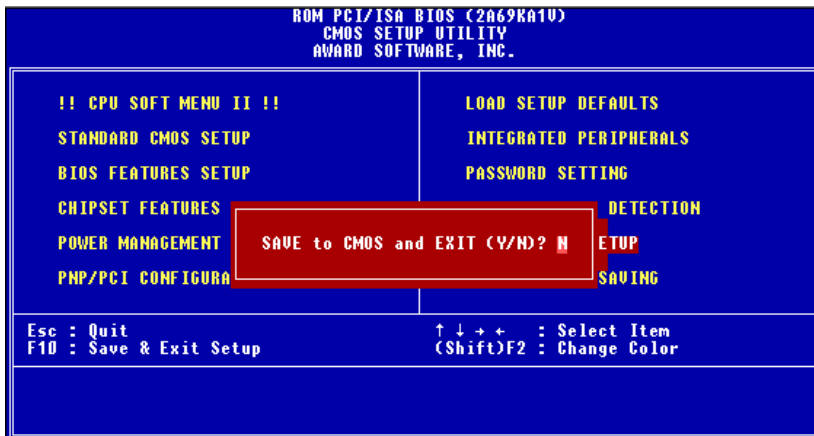 ROM PCI/ISA BIOS (2A69KA1V)
CMOS SETUP UTILITY
AWARD SOFTWARE, INC.
!! CPU SOFT MENU II !!
STANDARD CMOS SETUP
BIOS FEATURES SETUP
CHIPSET FEATURES
POWER MANAGEMENT
PNP/PCI CONFIGURA
LOAD SETUP DEFAULTS
INTEGRATED PERIPHERALS
PASSWORD SETTING
DETECTION
ETUP
SAVING
SAVE to CMOS and EXIT (Y/N)? N
Esc : Quit
F10 : Save & Exit Setup
↑ ↓ → ← : Select Item
(Shift)F2 : Change Color